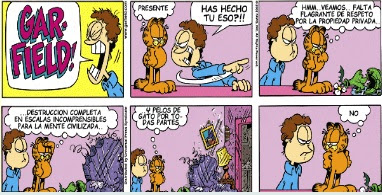 GAR-
FIELD!
PRESENTE
HAS HECHO
TU ESO?!!
HMM..VEAMOS.. FALTA
FLAGRANTE DE RESPETO
POR LA PROPIEDAD PRIVADA..
..DESTRUCCION COMPLETA
EN ESCALAS INCOMPRENSIBLES
PARA LA MENTE CIVILIZADA..
..Y PELOS DE
GATO POR TO-
DAS PARTES
NO